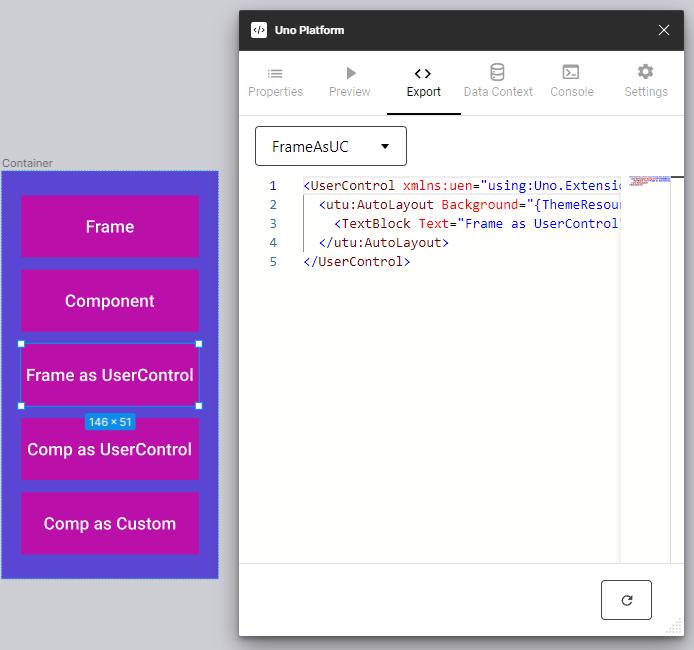 Container
Frame
Component
Frame as UserControl
146 × 51
Comp as UserControl
Comp as Custom
Uno Platform
Properties
Preview
Export
Data Context
Console
Settings
FrameAsUC
1 <UserControl xmlns:uen="using:Uno.Extensio
2 <utu:AutoLayout Background="{ThemeResou
3 <TextBlock Text="Frame as UserControl"
4 </utu:AutoLayout>
5 </UserControl>